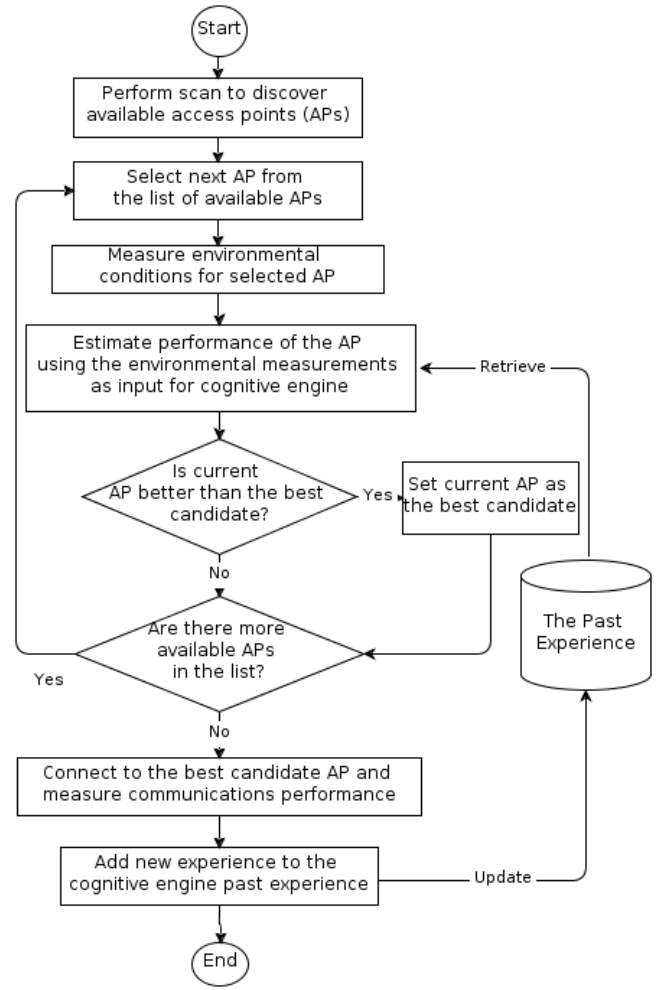 Start
Perform scan to discover
available access points (APs)
Select next AP from
the list of available APs
Measure environmental
conditions for selected AP
Estimate performance of the AP
using the environmental measurements
as input for cognitive engine
Retrieve
Is current
AP better than the best
candidate?
Yes
Set current AP as
the best candidate
No
The Past
Experience
Are there more
available APs
in the list?
Yes
No
Connect to the best candidate AP and
measure communications performance
Add new experience to the
cognitive engine past experience
Update
End